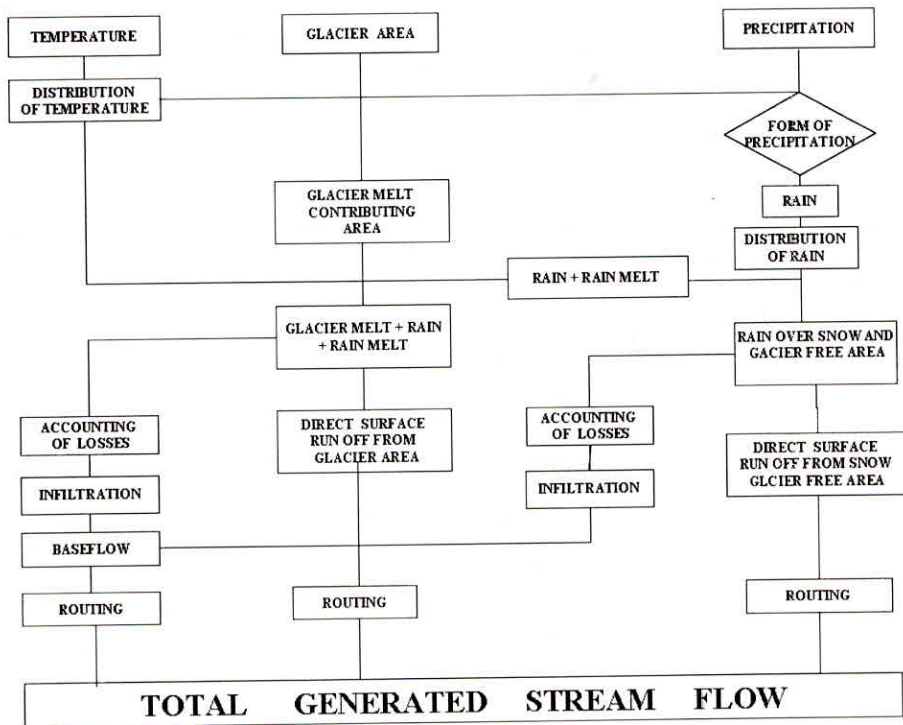 TEMPERATURE
GLACIER AREA
PRECIPITATION
DISTRIBUTION
OF TEMPERATURE
FORM OF
PRECIPITATION
GLACIER MELT
CONTRIBUTING
AREA
RAIN
DISTRIBUTION
OF RAIN
RAIN + RAIN MELT
GLACIER MELT + RAIN
+ RAIN MELT
RAIN OVER SNOW AND
GACIER FREE AREA
ACCOUNTING
OF LOSSES
DIRECT SURFACE
RUN OFF FROM
GLACIER AREA
ACCOUNTING
OF LOSSES
DIRECT SURFACE
RUN OFF FROM SNOW
GLCIER FREE AREA
INFILTRATION
INFILTRATION
BASEFLOW
ROUTING
ROUTING
ROUTING
TOTAL GENERATED STREAM FLOW